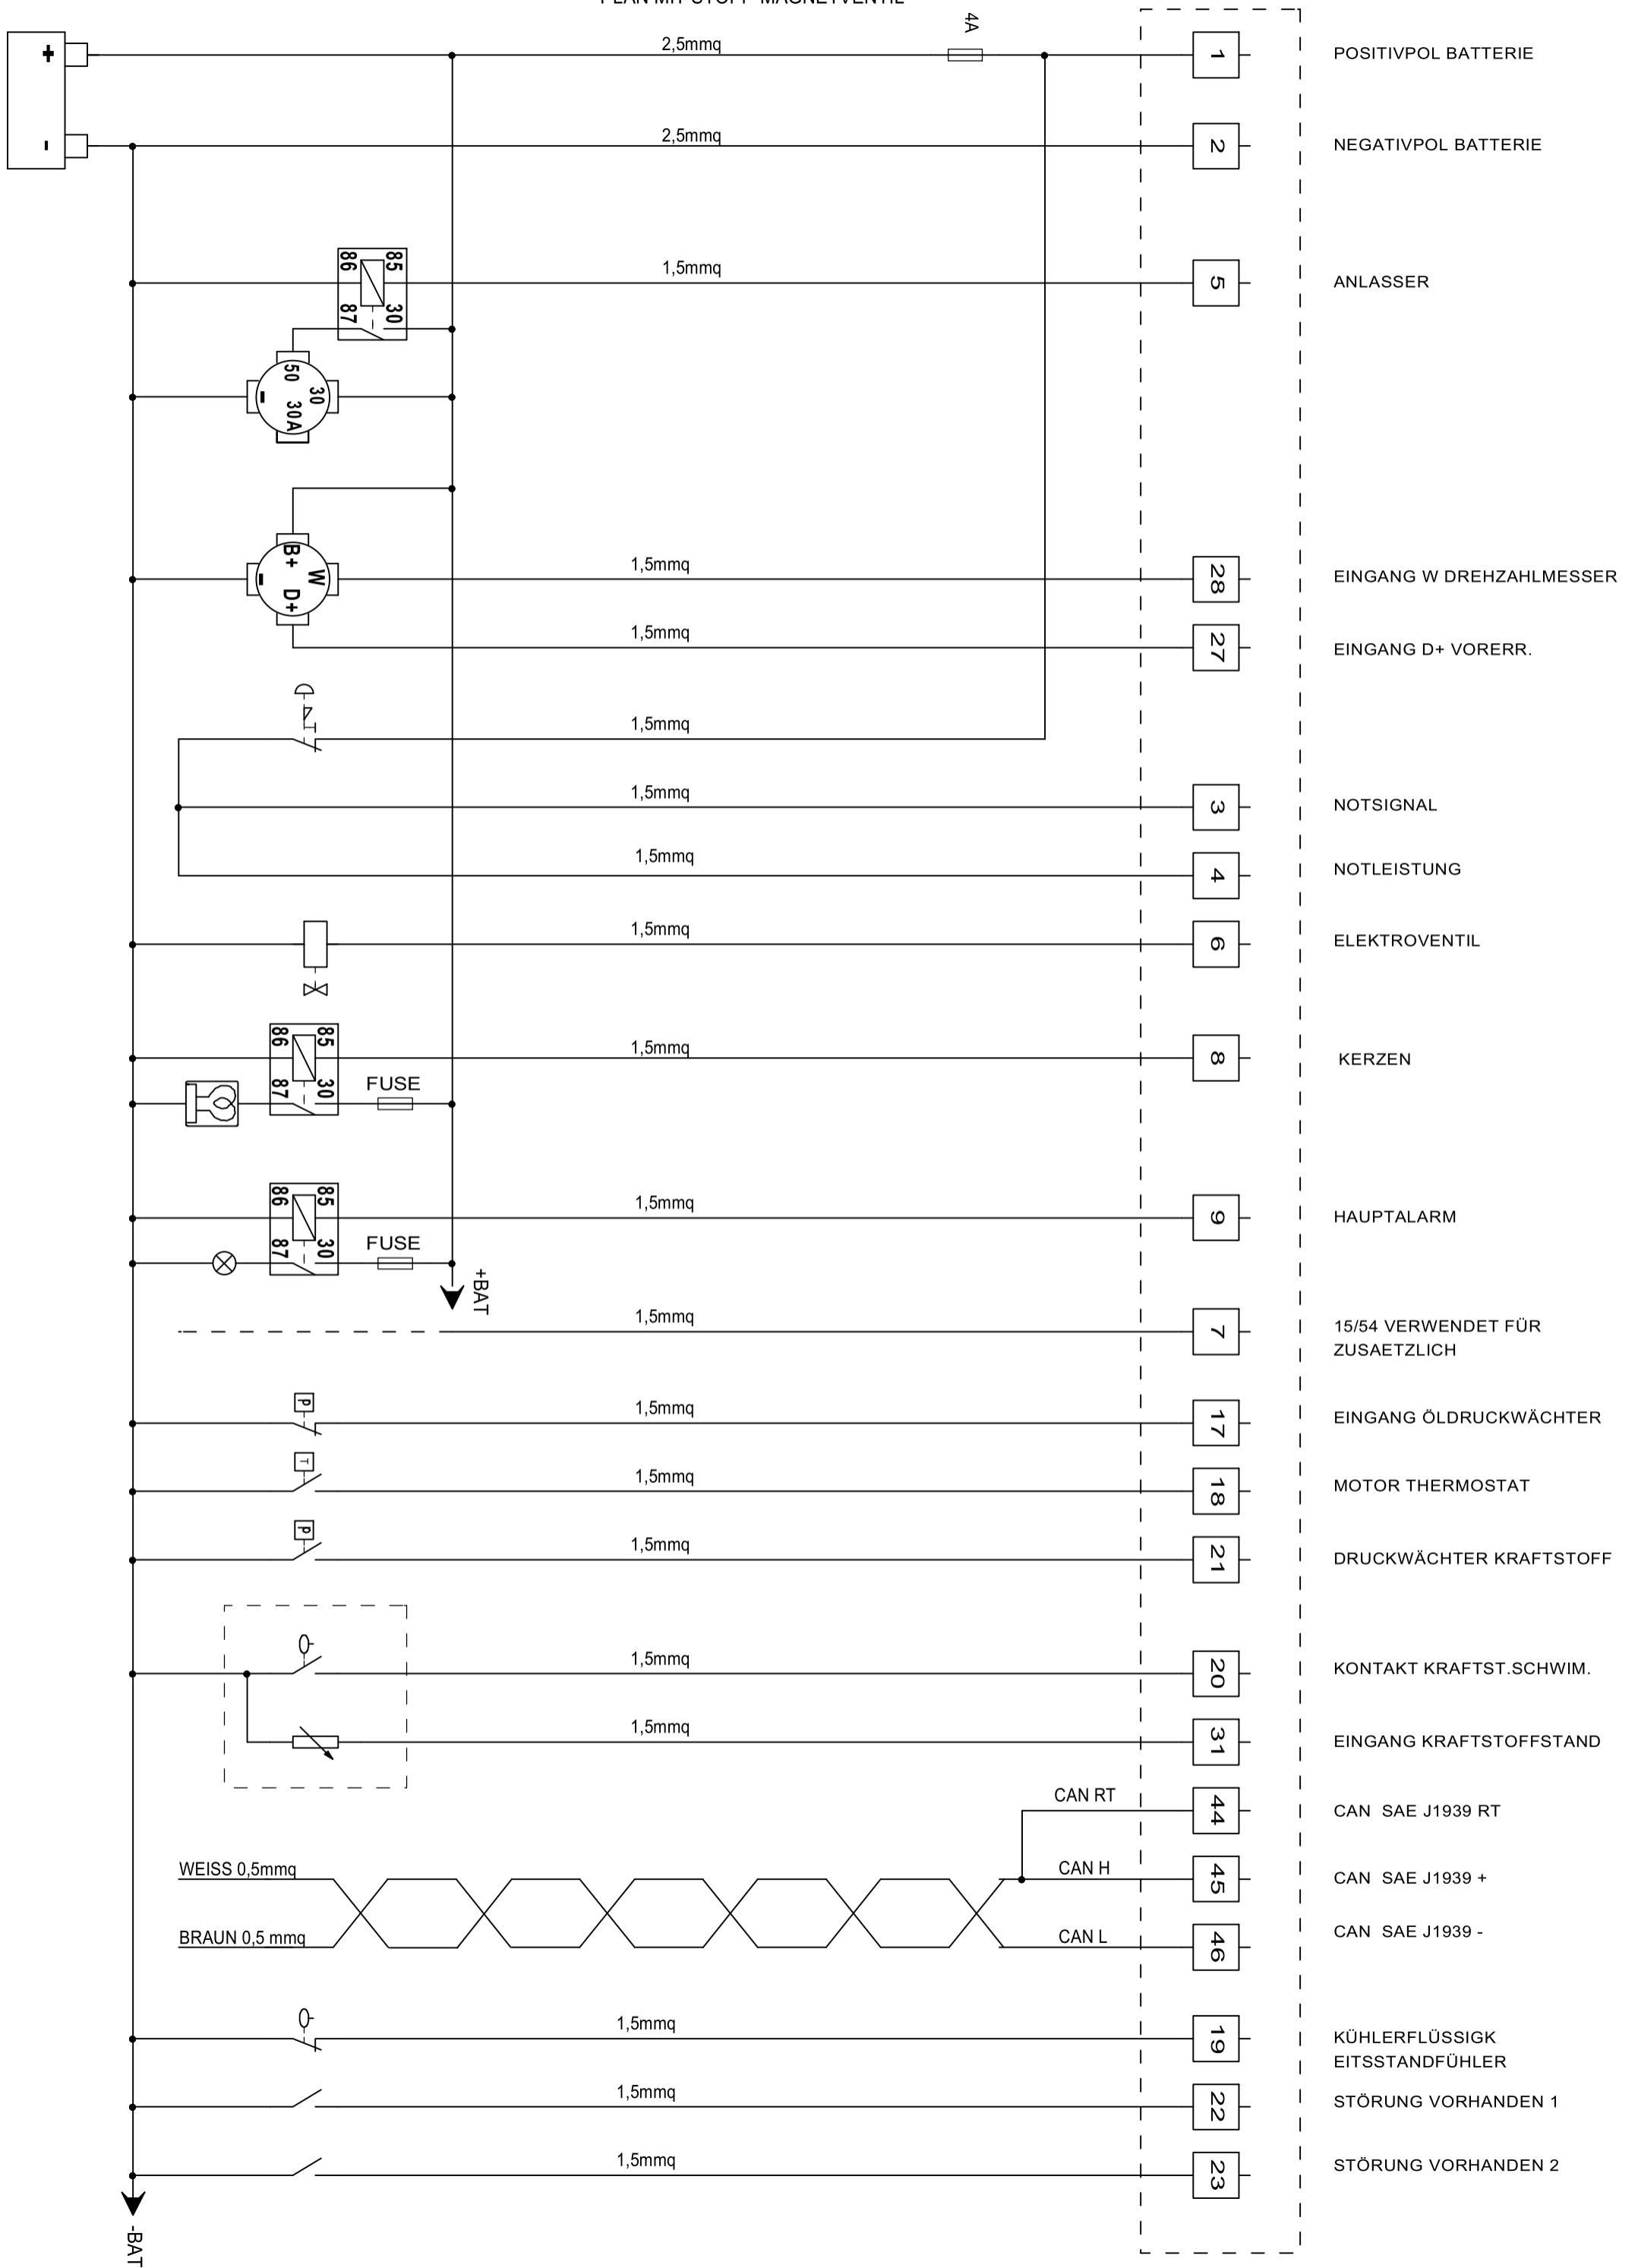 PLAN MIT STOPP-MAGNETVENTIL
+ 2,5mmq 4A 1 POSITIVPOL BATTERIE
- 2,5mmq 2 NEGATIVPOL BATTERIE
86 85
1,5mmq 5 ANLASSER
87 30
50
30
-
30A
B+
W
-
D+
1,5mmq 28 EINGANG W DREHZAHLMESSER
1,5mmq 27 EINGANG D+ VORERR.
1,5mmq
1,5mmq 3 NOTSIGNAL
1,5mmq 4 NOTLEISTUNG
1,5mmq 6 ELEKTROVENTIL
86 85
1,5mmq 8 KERZEN
87 30 FUSE
86 85
1,5mmq 9 HAUPTALARM
87 30 FUSE
+BAT
1,5mmq 7 15/54 VERWENDET FÜR
ZUSAETZLICH
P
1,5mmq 17 EINGANG ÖLDRUCKWÄCHTER
T
1,5mmq 18 MOTOR THERMOSTAT
P
1,5mmq 21 DRUCKWÄCHTER KRAFTSTOFF
1,5mmq 20 KONTAKT KRAFTST.SCHWIM.
1,5mmq 31 EINGANG KRAFTSTOFFSTAND
CAN RT 44 CAN SAE J1939 RT
WEISS 0,5mmq CAN H 45 CAN SAE J1939 +
BRAUN 0,5 mmq CAN L 46 CAN SAE J1939 -
1,5mmq 19 KÜHLERFLÜSSIGK
EITSSTANDFÜHLER
1,5mmq 22 STÖRUNG VORHANDEN 1
1,5mmq 23 STÖRUNG VORHANDEN 2
-BAT